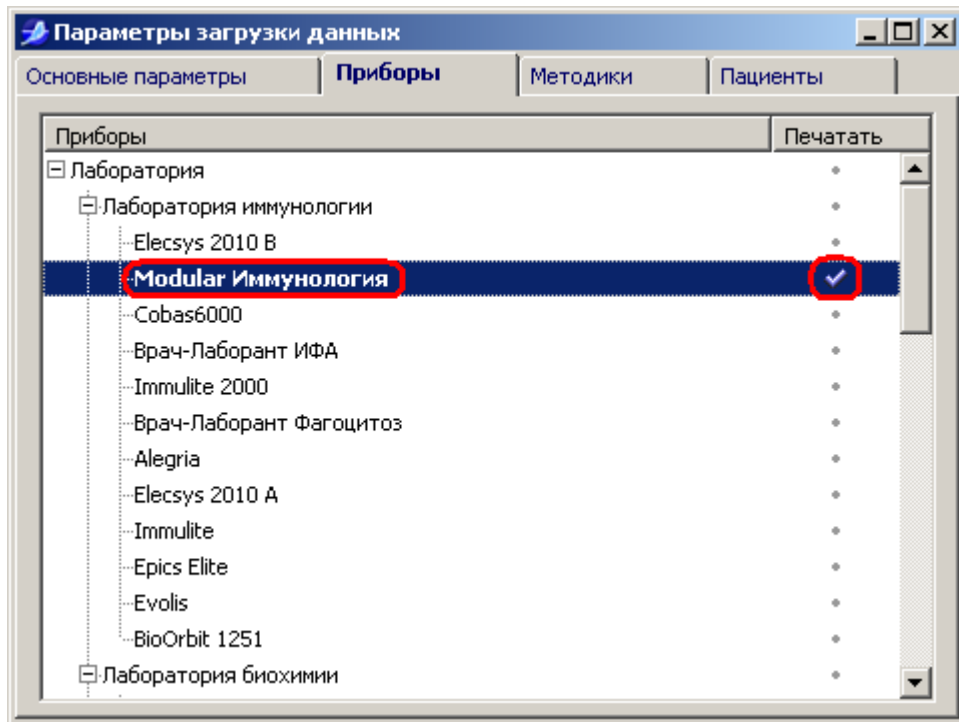 Параметры загрузки данных
Основные параметры Приборы Методики Пациенты
Приборы Печатать
Лаборатория
Лаборатория иммунологии
Elecsys 2010 B
Modular Иммунология
Cobas6000
Врач-Лаборант ИФА
Immulite 2000
Врач-Лаборант Фагоцитоз
Alegria
Elecsys 2010 A
Immulite
Epics Elite
Evolis
BioOrbit 1251
Лаборатория биохимии